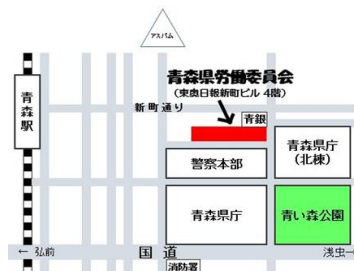 アスパム
青森県労働委員会
(東奥日報新町ビル 4階)
新町通り
青銀
青森駅
警察本部
青森県庁
(北棟)
青森県庁
青い森公園
← 弘前
国道
浅虫→
消防署